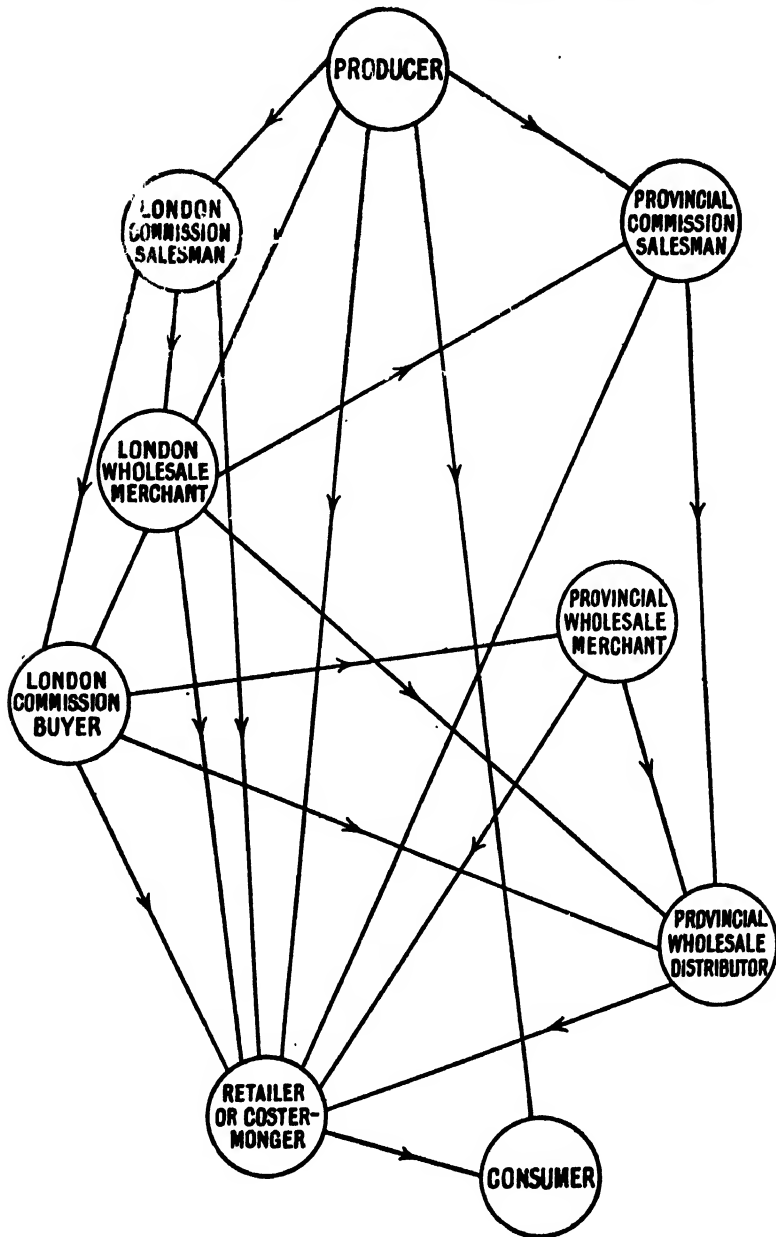 PRODUCER
LONDON
COMMISSION
SALESMAN
PROVINCIAL
COMMISSION
SALESMAN
LONDON
WHOLESALE
MERCHANT
PROVINCIAL
WHOLESALE
MERCHANT
LONDON
COMMISSION
BUYER
PROVINCIAL
WHOLESALE
DISTRIBUTOR
RETAILER
OR COSTER-
MONGER
CONSUMER